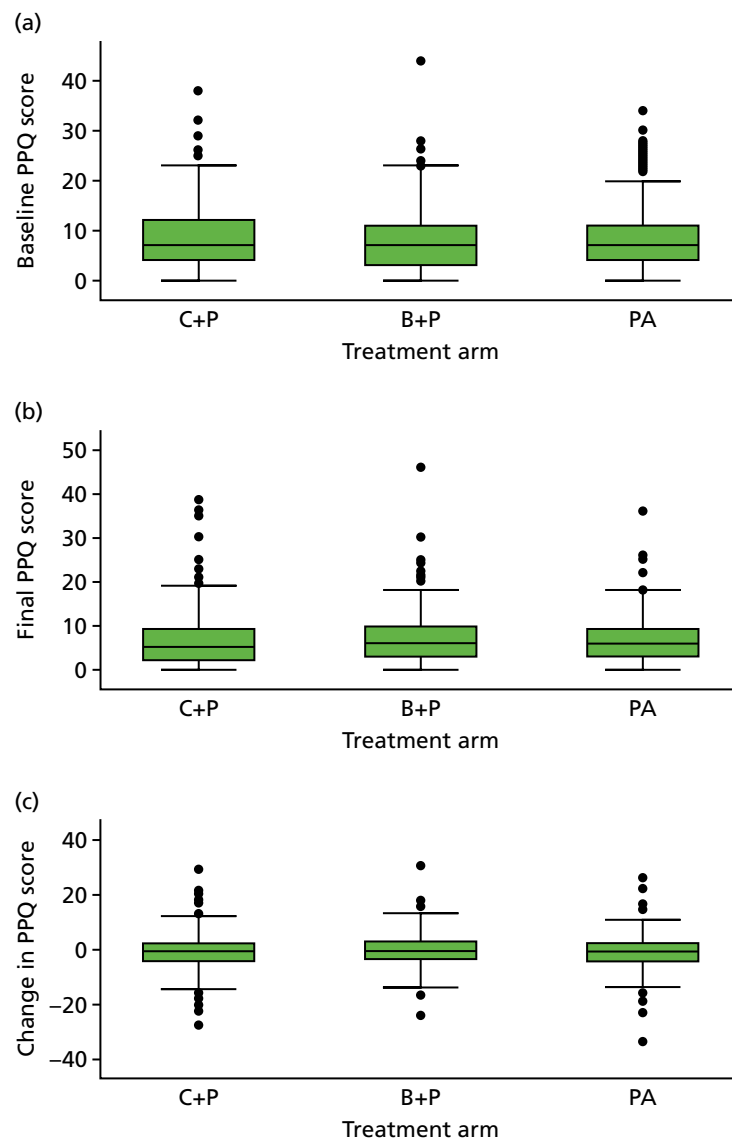 (a)
Baseline PPQ score
40
30
20
10
0
C+P B+P PA
Treatment arm
(b)
Final PPQ score
50
40
30
20
10
0
C+P B+P PA
Treatment arm
(c)
Change in PPQ score
40
20
0
−20
−40
C+P B+P PA
Treatment arm